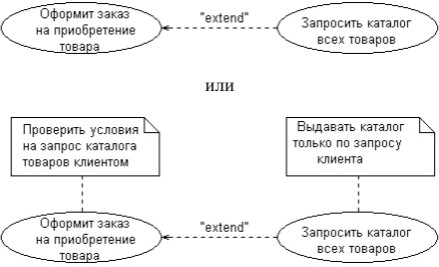 Оформит заказ
на приобретение
товара
"extend"
Запросить каталог
всех товаров
или
Проверить условия
на запрос каталога
товаров клиентом
Выдавать каталог
только по запросу
клиента
Оформит заказ
на приобретение
товара
"extend"
Запросить каталог
всех товаров